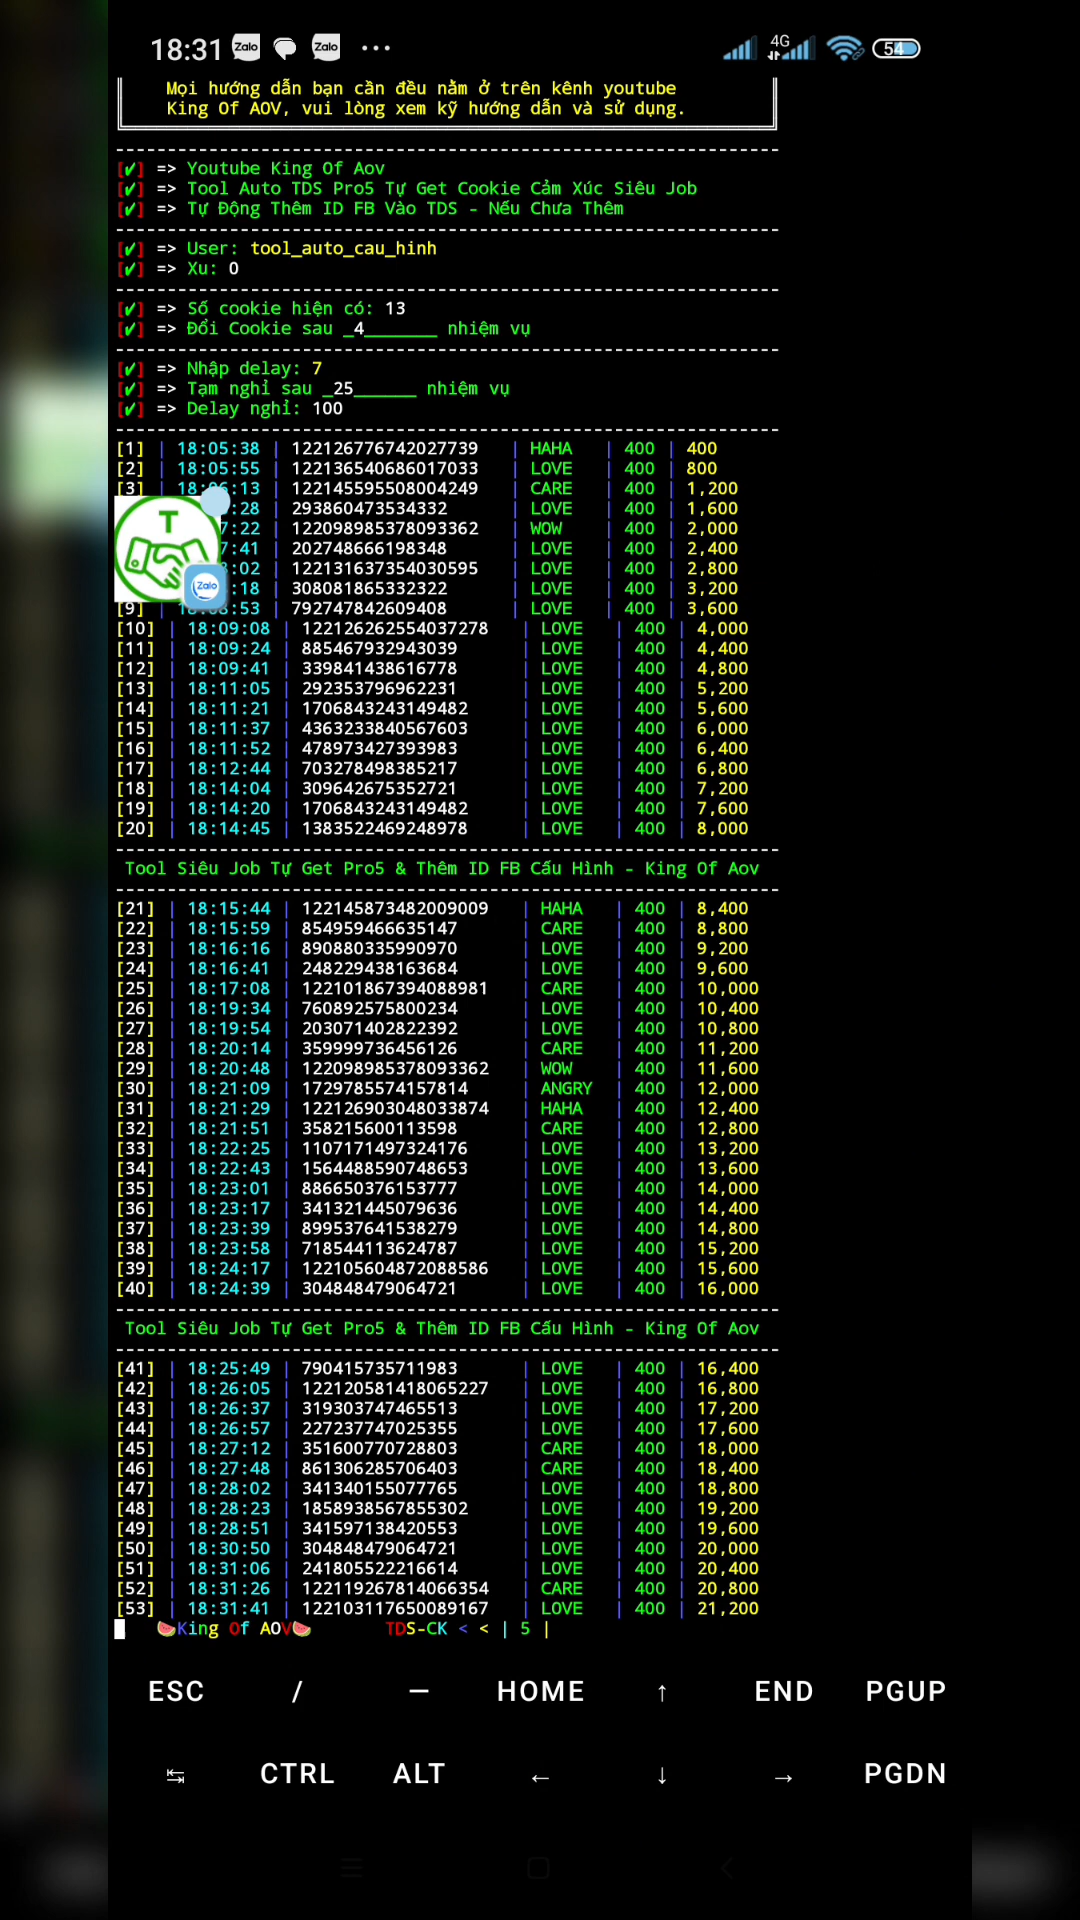 18:31 Zalo Zalo ... 4G 54
Mọi hướng dẫn bạn cần đều nằm ở trên kênh youtube
King Of AOV, vui lòng xem kỹ hướng dẫn và sử dụng.
[✔] => Youtube King Of Aov
[✔] => Tool Auto TDS Pro5 Tự Get Cookie Cảm Xúc Siêu Job
[✔] => Tự Động Thêm ID FB Vào TDS - Nếu Chưa Thêm
[✔] => User: tool_auto_cau_hinh
[✔] => Xu: 0
[✔] => Số cookie hiện có: 13
[✔] => Đổi Cookie sau _4_______ nhiệm vụ
[✔] => Nhập delay: 7
[✔] => Tạm nghỉ sau _25______ nhiệm vụ
[✔] => Delay nghỉ: 100
[1] | 18:05:38 | 122126776742027739 | HAHA | 400 | 400
[2] | 18:05:55 | 122136540686017033 | LOVE | 400 | 800
[3] 18:06:13 | 122145595508004249 | CARE | 400 | 1,200
:28 | 293860473534332 | LOVE | 400 | 1,600
7:22 | 122098985378093362 | WOW | 400 | 2,000
7:41 | 202748666198348 | LOVE | 400 | 2,400
:02 | 122131637354030595 | LOVE | 400 | 2,800
:18 | 308081865332322 | LOVE | 400 | 3,200
[9] 18:08:53 | 792747842609408 | LOVE | 400 | 3,600
T
Zalo
[10] | 18:09:08 | 122126262554037278 | LOVE | 400 | 4,000
[11] | 18:09:24 | 885467932943039 | LOVE | 400 | 4,400
[12] | 18:09:41 | 339841438616778 | LOVE | 400 | 4,800
[13] | 18:11:05 | 292353796962231 | LOVE | 400 | 5,200
[14] | 18:11:21 | 1706843243149482 | LOVE | 400 | 5,600
[15] | 18:11:37 | 4363233840567603 | LOVE | 400 | 6,000
[16] | 18:11:52 | 478973427393983 | LOVE | 400 | 6,400
[17] | 18:12:44 | 703278498385217 | LOVE | 400 | 6,800
[18] | 18:14:04 | 309642675352721 | LOVE | 400 | 7,200
[19] | 18:14:20 | 1706843243149482 | LOVE | 400 | 7,600
[20] | 18:14:45 | 1383522469248978 | LOVE | 400 | 8,000
Tool Siêu Job Tự Get Pro5 & Thêm ID FB Cấu Hình - King Of Aov
[21] | 18:15:44 | 122145873482009009 | HAHA | 400 | 8,400
[22] | 18:15:59 | 854959466635147 | CARE | 400 | 8,800
[23] | 18:16:16 | 890880335990970 | LOVE | 400 | 9,200
[24] | 18:16:41 | 248229438163684 | LOVE | 400 | 9,600
[25] | 18:17:08 | 122101867394088981 | CARE | 400 | 10,000
[26] | 18:19:34 | 760892575800234 | LOVE | 400 | 10,400
[27] | 18:19:54 | 203071402822392 | LOVE | 400 | 10,800
[28] | 18:20:14 | 359999736456126 | CARE | 400 | 11,200
[29] | 18:20:48 | 122098985378093362 | WOW | 400 | 11,600
[30] | 18:21:09 | 1729785574157814 | ANGRY | 400 | 12,000
[31] | 18:21:29 | 122126903048033874 | HAHA | 400 | 12,400
[32] | 18:21:51 | 358215600113598 | CARE | 400 | 12,800
[33] | 18:22:25 | 1107171497324176 | LOVE | 400 | 13,200
[34] | 18:22:43 | 1564488590748653 | LOVE | 400 | 13,600
[35] | 18:23:01 | 886650376153777 | LOVE | 400 | 14,000
[36] | 18:23:17 | 341321445079636 | LOVE | 400 | 14,400
[37] | 18:23:39 | 899537641538279 | LOVE | 400 | 14,800
[38] | 18:23:58 | 718544113624787 | LOVE | 400 | 15,200
[39] | 18:24:17 | 122105604872088586 | LOVE | 400 | 15,600
[40] | 18:24:39 | 304848479064721 | LOVE | 400 | 16,000
Tool Siêu Job Tự Get Pro5 & Thêm ID FB Cấu Hình - King Of Aov
[41] | 18:25:49 | 790415735711983 | LOVE | 400 | 16,400
[42] | 18:26:05 | 122120581418065227 | LOVE | 400 | 16,800
[43] | 18:26:37 | 319303747465513 | LOVE | 400 | 17,200
[44] | 18:26:57 | 227237747025355 | LOVE | 400 | 17,600
[45] | 18:27:12 | 351600770728803 | CARE | 400 | 18,000
[46] | 18:27:48 | 861306285706403 | CARE | 400 | 18,400
[47] | 18:28:02 | 341340155077765 | LOVE | 400 | 18,800
[48] | 18:28:23 | 1858938567855302 | LOVE | 400 | 19,200
[49] | 18:28:51 | 341597138420553 | LOVE | 400 | 19,600
[50] | 18:30:50 | 304848479064721 | LOVE | 400 | 20,000
[51] | 18:31:06 | 241805522216614 | LOVE | 400 | 20,400
[52] | 18:31:26 | 122119267814066354 | CARE | 400 | 20,800
[53] | 18:31:41 | 122103117650089167 | LOVE | 400 | 21,200
🍉King Of AOV🍉 TDS-CK < < | 5 |
ESC / — HOME ↑ END PGUP
↹ CTRL ALT ← ↓ → PGDN